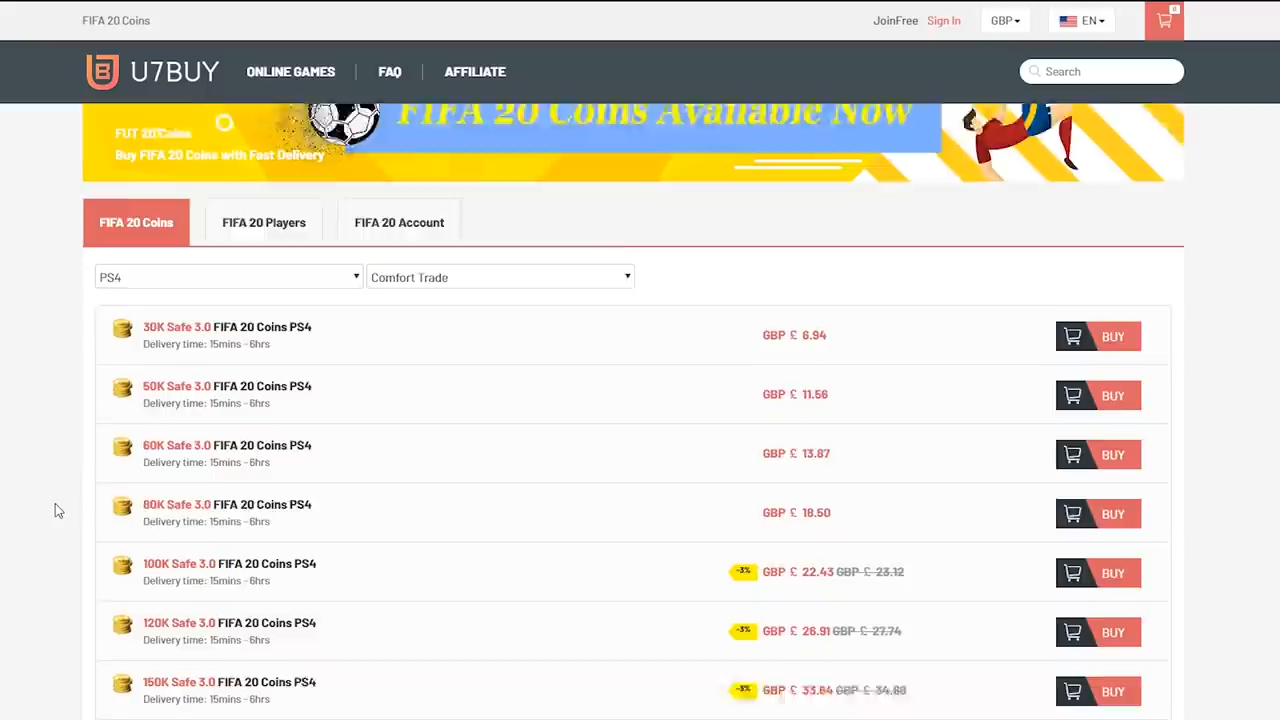 FIFA 20 Coins
JoinFree Sign In GBP EN 0
U7BUY ONLINE GAMES FAQ AFFILIATE Search
FIFA 20 Coins Available Now
FUT 20 Coins
Buy FIFA 20 Coins with Fast Delivery
FIFA 20 Coins FIFA 20 Players FIFA 20 Account
PS4 Comfort Trade
30K Safe 3.0 FIFA 20 Coins PS4
Delivery time: 15mins - 6hrs
GBP £ 6.94 BUY
50K Safe 3.0 FIFA 20 Coins PS4
Delivery time: 15mins - 6hrs
GBP £ 11.56 BUY
60K Safe 3.0 FIFA 20 Coins PS4
Delivery time: 15mins - 6hrs
GBP £ 13.87 BUY
80K Safe 3.0 FIFA 20 Coins PS4
Delivery time: 15mins - 6hrs
GBP £ 18.50 BUY
100K Safe 3.0 FIFA 20 Coins PS4
Delivery time: 15mins - 6hrs
-3% GBP £ 22.43 GBP £ 23.12 BUY
120K Safe 3.0 FIFA 20 Coins PS4
Delivery time: 15mins - 6hrs
-3% GBP £ 26.91 GBP £ 27.74 BUY
150K Safe 3.0 FIFA 20 Coins PS4
Delivery time: 15mins - 6hrs
-3% GBP £ 33.64 GBP £ BUY